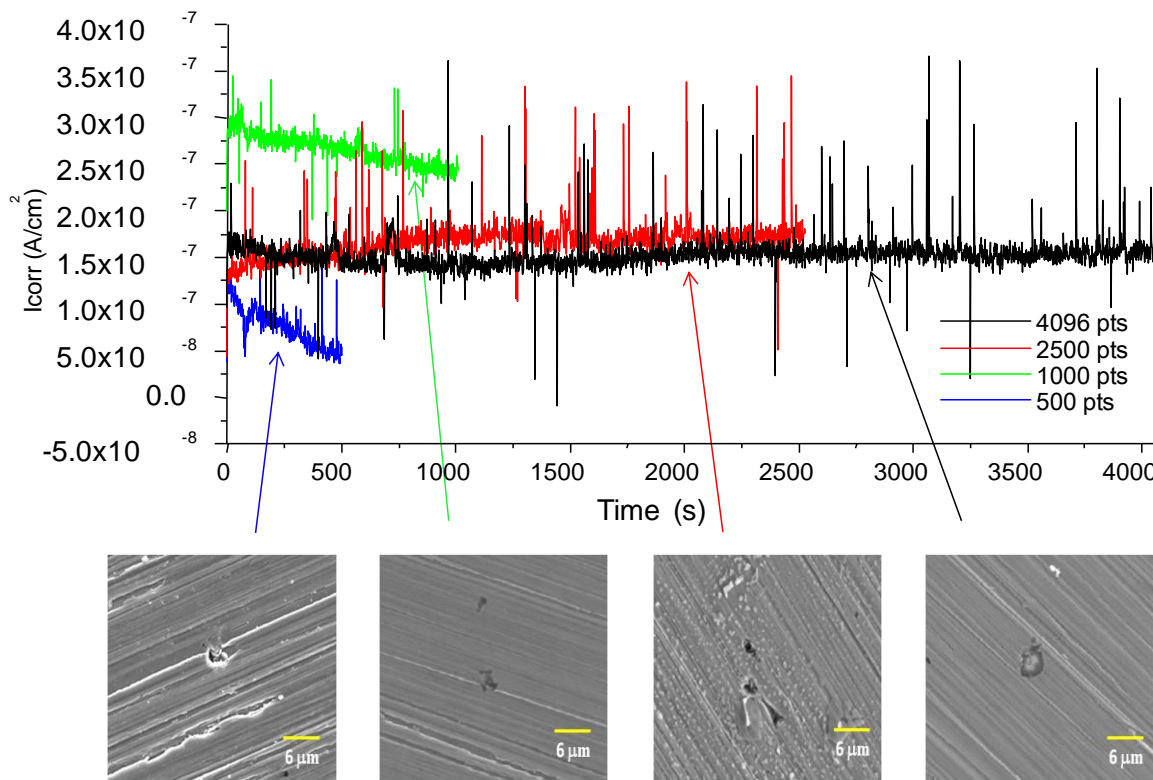 4.0x10 -7
3.5x10 -7
3.0x10 -7
2.5x10 -7
2.0x10 -7
1.5x10 -7
1.0x10 -7
5.0x10 -8
0.0
-5.0x10 -8
Icorr (A/cm²)
0 500 1000 1500 2000 2500 3000 3500 4000
Time (s)
4096 pts
2500 pts
1000 pts
500 pts
6 μm
6 μm
6 μm
6 μm